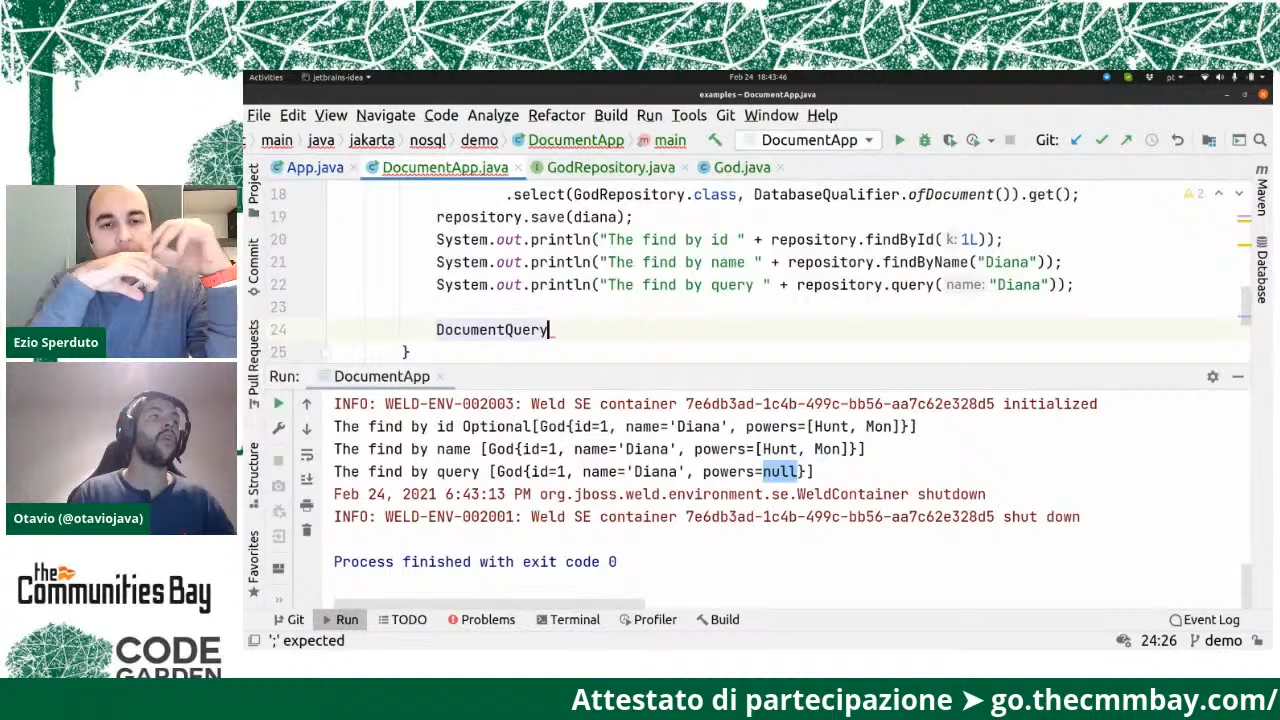 Activities
jetbrains-idea
Feb 24 18:43:46
pt
examples – DocumentApp.java
File Edit View Navigate Code Analyze Refactor Build Run Tools Git Window Help
main java jakarta nosql demo DocumentApp main
DocumentApp
Git:
App.java DocumentApp.java GodRepository.java God.java
Project
Commit
Pull Requests
Structure
Favorites
Maven
Database
18 .select(GodRepository.class, DatabaseQualifier.ofDocument()).get();
2
19 repository.save(diana);
20 System.out.println("The find by id " + repository.findById( k: 1L));
21 System.out.println("The find by name " + repository.findByName("Diana"));
22 System.out.println("The find by query " + repository.query( name: "Diana"));
23
24 DocumentQuery
25 }
Run: DocumentApp
INFO: WELD-ENV-002003: Weld SE container 7e6db3ad-1c4b-499c-bb56-aa7c62e328d5 initialized
The find by id Optional[God{id=1, name='Diana', powers=[Hunt, Mon]}]
The find by name [God{id=1, name='Diana', powers=[Hunt, Mon]}]
The find by query [God{id=1, name='Diana', powers=null}]
Feb 24, 2021 6:43:13 PM org.jboss.weld.environment.se.WeldContainer shutdown
INFO: WELD-ENV-002001: Weld SE container 7e6db3ad-1c4b-499c-bb56-aa7c62e328d5 shut down
Process finished with exit code 0
Git Run TODO Problems Terminal Profiler Build Event Log
';' expected
24:26 demo
Ezio Sperduto
Otavio (@otaviojava)
the
Communities Bay
CODE
GARDEN
Attestato di partecipazione ➤ go.thecmmbay.com/